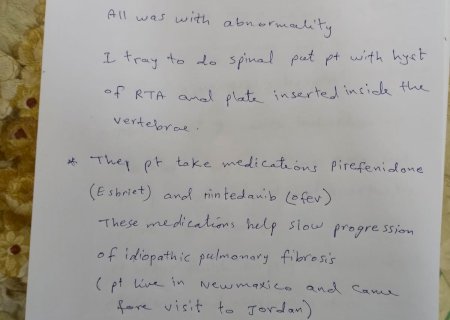 All was with abnormality
I tray to do spinal pat pt with hyst
of RTA and plate inserted inside the
vertebrae.
* They pt take medications Pirefenidone
(Esbriet) and nintedanib (ofev)
These medications help slow progression
of idiopathic pulmonary fibrosis
( pt live in Newmaxico and came
fore visit to Jordan)